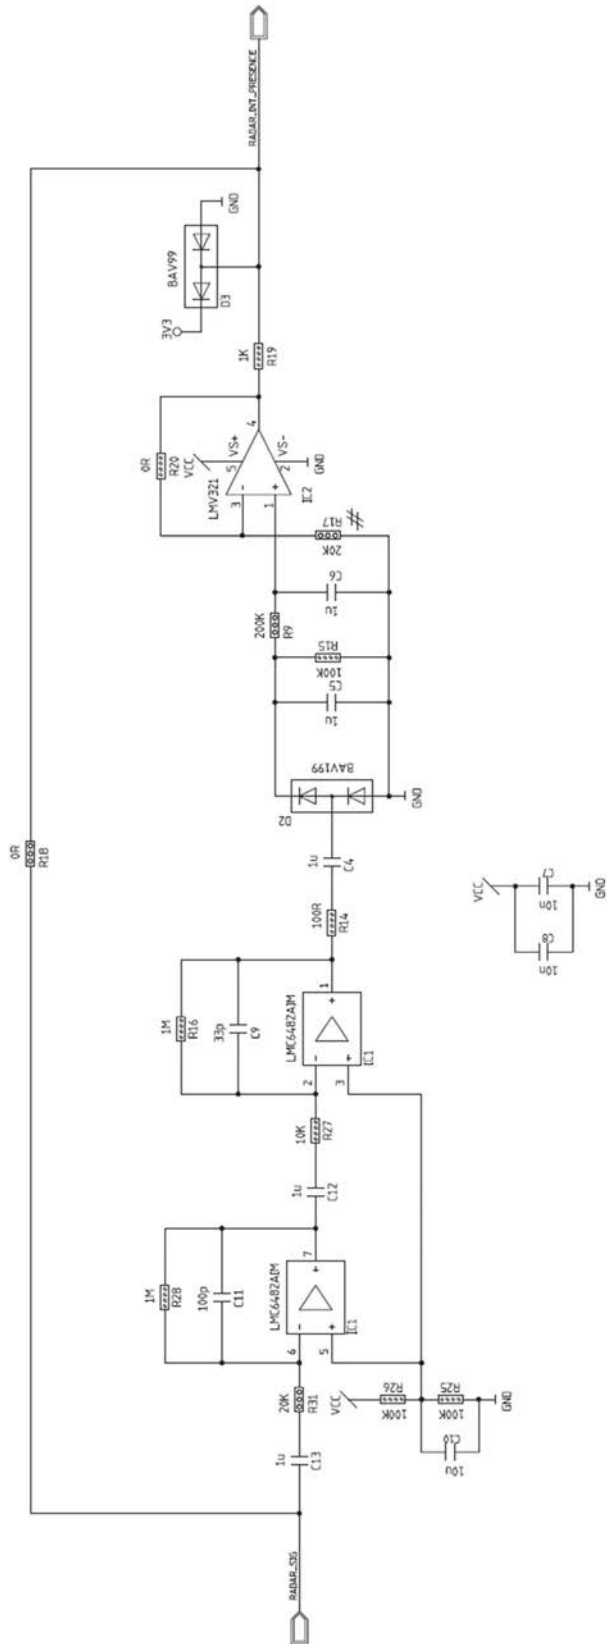 RADAR_SIG
RADAR_INT_PRESENCE
0R
R18
1u
C13
20K
R31
1M
R28
100p
C11
LMC6482AIM
IC1
6
5
7
−
+
+
VCC
R26
100K
R25
100K
C10
10u
GND
1u
C12
10K
R27
1M
R16
33p
C9
LMC6482AIM
IC1
2
3
1
−
+
+
100R
R14
1u
C4
D2
BAV199
GND
C5
1u
R15
100K
200K
R9
C6
1u
R17
20K
0R
R20
LMV321
IC2
3
1
4
5
2
−
+
VCC
VS+
VS-
GND
1K
R19
3V3
D3
BAV99
GND
VCC
C7
10n
C8
10n
GND